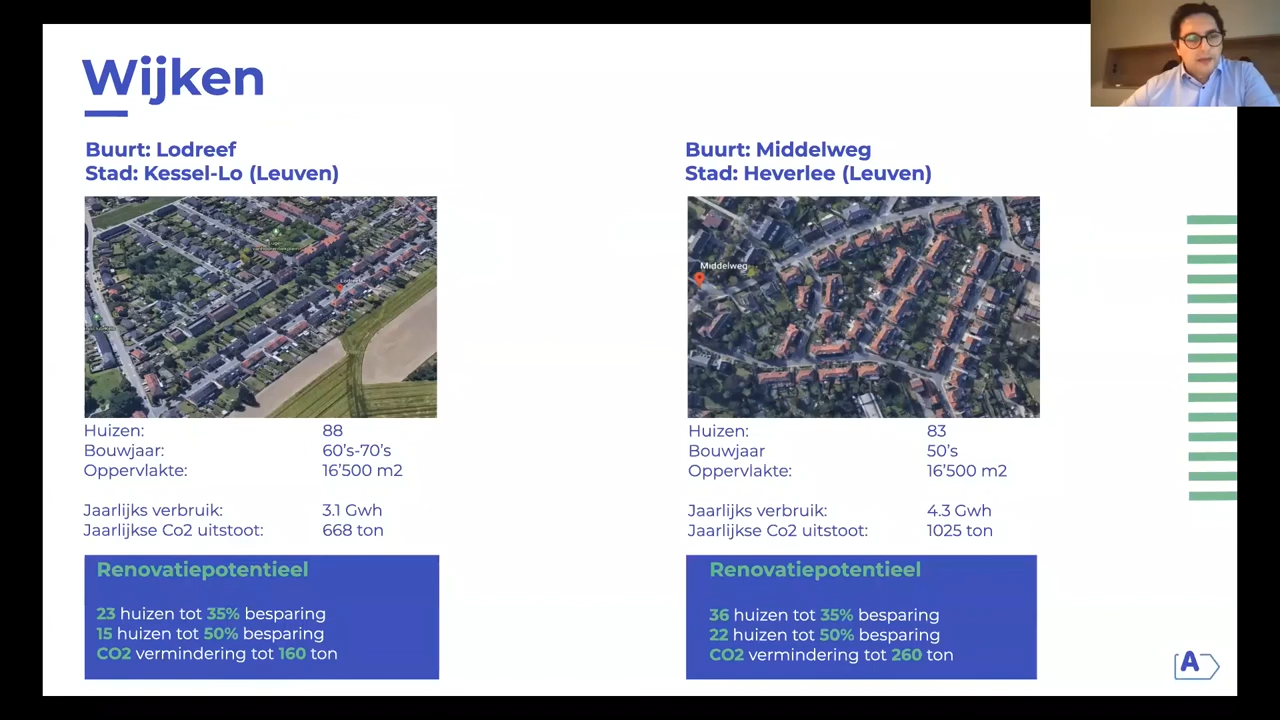 Wijken
Buurt: Lodreef
Stad: Kessel-Lo (Leuven)
Huizen: 88
Bouwjaar: 60's-70's
Oppervlakte: 16'500 m2
Jaarlijks verbruik: 3.1 Gwh
Jaarlijkse Co2 uitstoot: 668 ton
Renovatiepotentieel
23 huizen tot 35% besparing
15 huizen tot 50% besparing
CO2 vermindering tot 160 ton
Buurt: Middelweg
Stad: Heverlee (Leuven)
Middelweg
Huizen: 83
Bouwjaar 50's
Oppervlakte: 16'500 m2
Jaarlijks verbruik: 4.3 Gwh
Jaarlijkse Co2 uitstoot: 1025 ton
Renovatiepotentieel
36 huizen tot 35% besparing
22 huizen tot 50% besparing
CO2 vermindering tot 260 ton
A